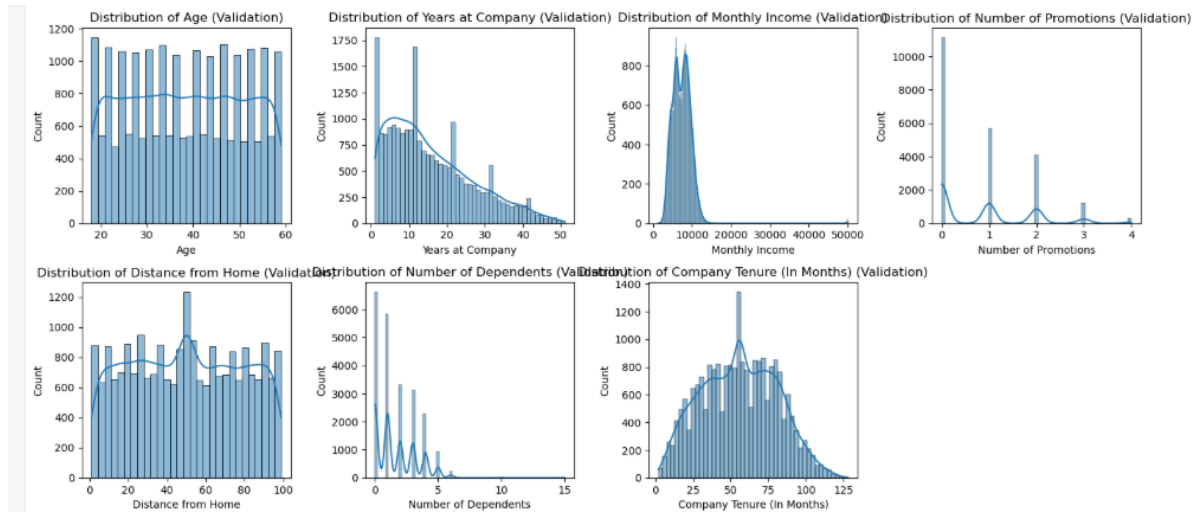 Distribution of Age (Validation)
1200
1000
800
600
400
200
0
Count
20 30 40 50 60
Age
Distribution of Years at Company (Validation)
1750
1500
1250
1000
750
500
250
0
Count
0 10 20 30 40 50
Years at Company
Distribution of Monthly Income (Validation)
800
600
400
200
0
Count
0 10000 20000 30000 40000 50000
Monthly Income
Distribution of Number of Promotions (Validation)
10000
8000
6000
4000
2000
0
Count
0 1 2 3 4
Number of Promotions
Distribution of Distance from Home (Validation)
1200
1000
800
600
400
200
0
Count
0 20 40 60 80 100
Distance from Home
Distribution of Number of Dependents (Validation)
6000
5000
4000
3000
2000
1000
0
Count
0 5 10 15
Number of Dependents
Distribution of Company Tenure (In Months) (Validation)
1400
1200
1000
800
600
400
200
0
Count
0 25 50 75 100 125
Company Tenure (In Months)